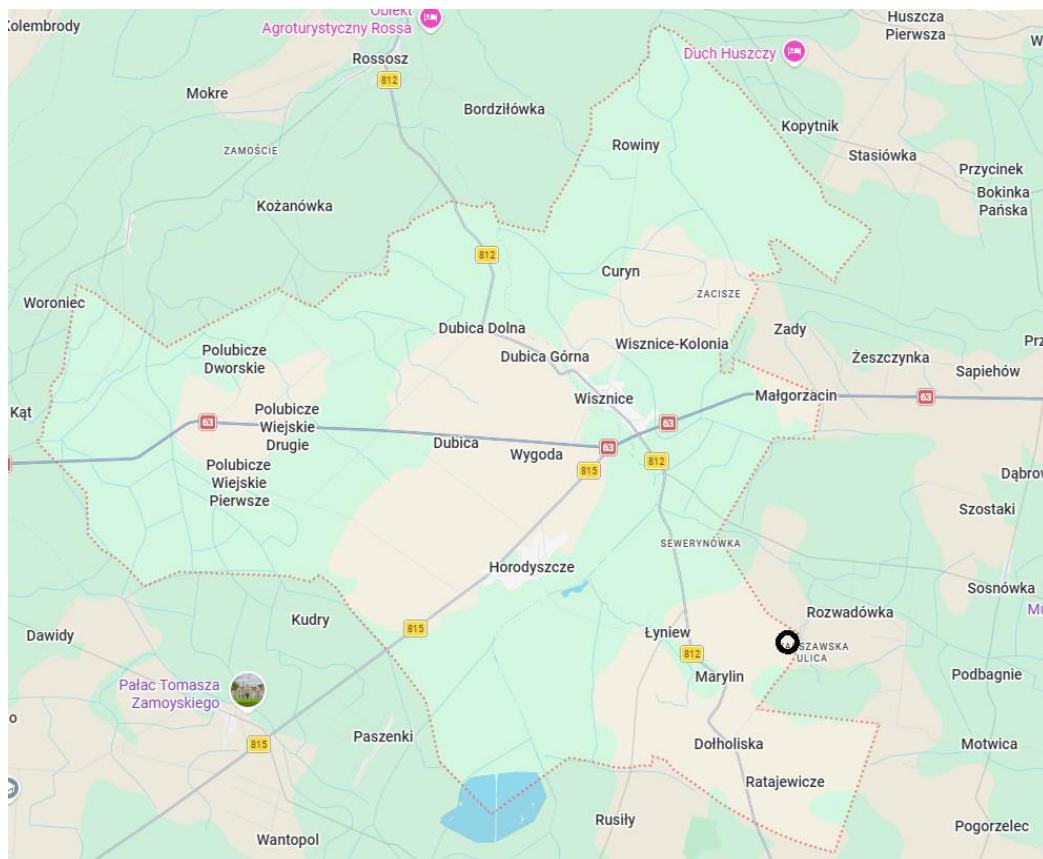 Kolembrody
Obiekt
Agroturystyczny Rossa
Huszcza
Pierwsza
Duch Huszczy
Rossosz
812
Mokre
Bordziłówka
Kopytnik
Rowiny
Stasiówka
ZAMOŚCIE
Przycinek
Bokinka
Pańska
Kożanówka
812
Curyn
ZACISZE
Woroniec
Dubica Dolna
Zady
Wisznice-Kolonia
Polubicze
Dworskie
Dubica Górna
Żeszczynka
Sapiehów
Wisznice
Małgorzacin
63
Kąt
Polubicze
Wiejskie
Drugie
63
63
Dubica
63
Wygoda
812
815
Polubicze
Wiejskie
Pierwsze
Szostaki
SEWERYNÓWKA
Horodyszcze
Sosnówka
Rozwadówka
Kudry
815
Łyniew
Dawidy
812
ULICA
Marylin
Podbagnie
Pałac Tomasza
Zamoyskiego
Paszenki
815
Dołholiska
Motwica
Ratajewicze
Rusiły
Wantopol
Pogorzelec